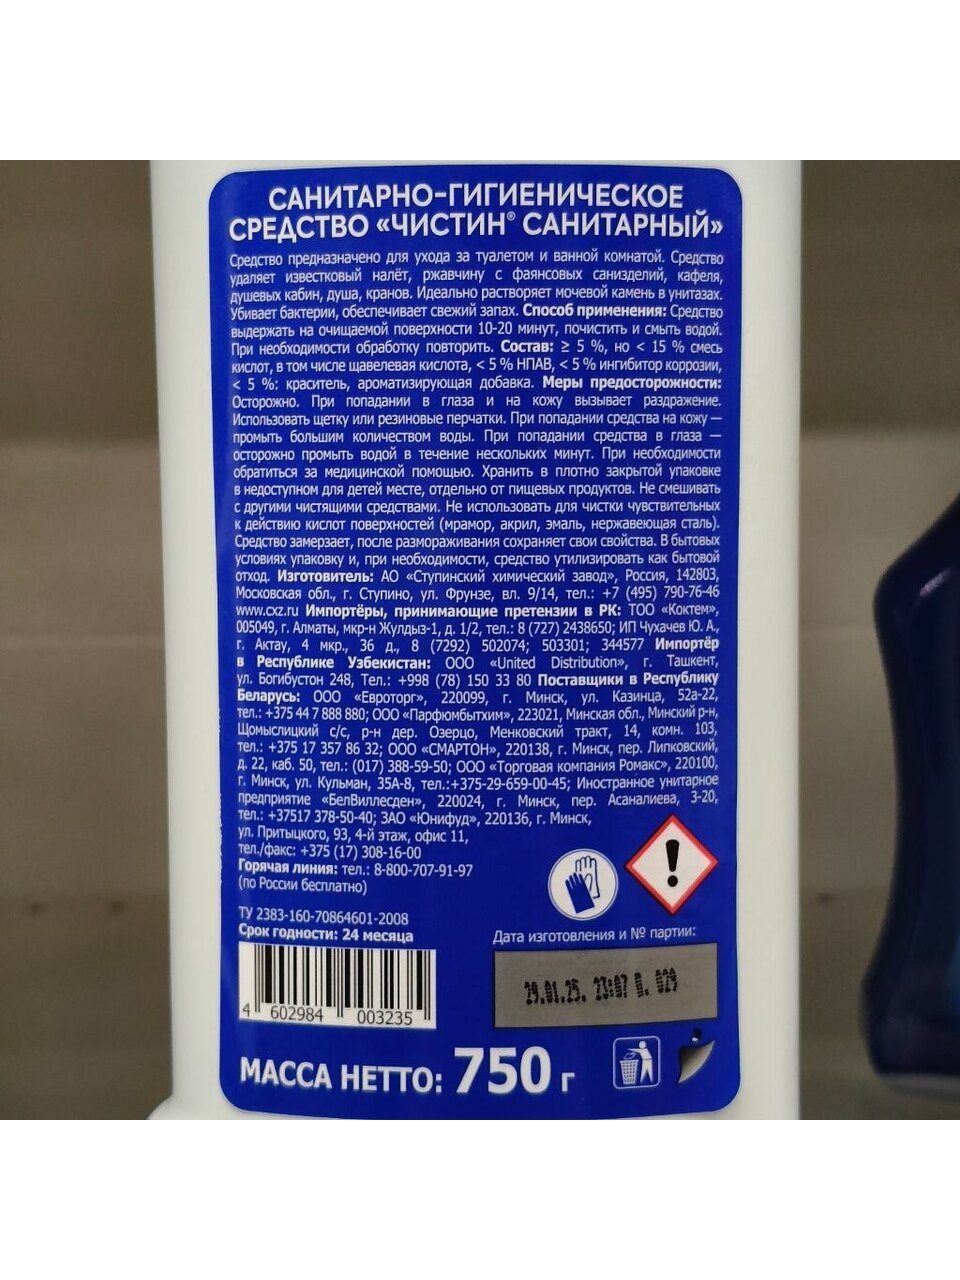 САНИТАРНО-ГИГИЕНИЧЕСКОЕ
СРЕДСТВО «ЧИСТИН® САНИТАРНЫЙ»
Средство предназначено для ухода за туалетом и ванной комнатой. Средство
удаляет известковый налёт, ржавчину с фаянсовых санизделий, кафеля,
душевых кабин, душа, кранов. Идеально растворяет мочевой камень в унитазах.
Убивает бактерии, обеспечивает свежий запах. Способ применения: Средство
выдержать на очищаемой поверхности 10-20 минут, почистить и смыть водой.
При необходимости обработку повторить. Состав: ≥ 5 %, но < 15 % смесь
кислот, в том числе щавелевая кислота, < 5 % НПАВ, < 5 % ингибитор коррозии,
< 5 %: краситель, ароматизирующая добавка. Меры предосторожности:
Осторожно. При попадании в глаза и на кожу вызывает раздражение.
Использовать щетку или резиновые перчатки. При попадании средства на кожу —
промыть большим количеством воды. При попадании средства в глаза —
осторожно промыть водой в течение нескольких минут. При необходимости
обратиться за медицинской помощью. Хранить в плотно закрытой упаковке
в недоступном для детей месте, отдельно от пищевых продуктов. Не смешивать
с другими чистящими средствами. Не использовать для чистки чувствительных
к действию кислот поверхностей (мрамор, акрил, эмаль, нержавеющая сталь).
Средство замерзает, после размораживания сохраняет свои свойства. В бытовых
условиях упаковку и, при необходимости, средство утилизировать как бытовой
отход. Изготовитель: АО «Ступинский химический завод», Россия, 142803,
Московская обл., г. Ступино, ул. Фрунзе, вл. 9/14, тел.: +7 (495) 790-76-46
www.cxz.ru Импортёры, принимающие претензии в РК: ТОО «Коктем»,
005049, г. Алматы, мкр-н Жулдыз-1, д. 1/2, тел.: 8 (727) 2438650; ИП Чухачев Ю. А.,
г. Актау, 4 мкр., 36 д., 8 (7292) 502074; 503301; 344577 Импортёр
в Республике Узбекистан: ООО «United Distribution», г. Ташкент,
ул. Богибустон 248, Тел.: +998 (78) 150 33 80 Поставщики в Республику
Беларусь: ООО «Евроторг», 220099, г. Минск, ул. Казинца, 52а-22,
тел.: +375 44 7 888 880; ООО «Парфюмбытхим», 223021, Минская обл., Минский р-н,
Щомыслицкий с/с, р-н дер. Озерцо, Менковский тракт, 14, комн. 103,
тел.: +375 17 357 86 32; ООО «СМАРТОН», 220138, г. Минск, пер. Липковский,
д. 22, каб. 50, тел.: (017) 388-59-50; ООО «Торговая компания Ромакс», 220100,
г. Минск, ул. Кульман, 35А-8, тел.:+375-29-659-00-45; Иностранное унитарное
предприятие «БелВиллесден», 220024, г. Минск, пер. Асаналиева, 3-20,
тел.: +37517 378-50-40; ЗАО «Юнифуд», 220136, г. Минск,
ул. Притыцкого, 93, 4-й этаж, офис 11,
тел./факс: +375 (17) 308-16-00
Горячая линия: тел.: 8-800-707-91-97
(по России бесплатно)
ТУ 2383-160-70864601-2008
Срок годности: 24 месяца
Дата изготовления и № партии:
29.01.25. 23:07 0. 029
4 602984 003235
МАССА НЕТТО: 750 г